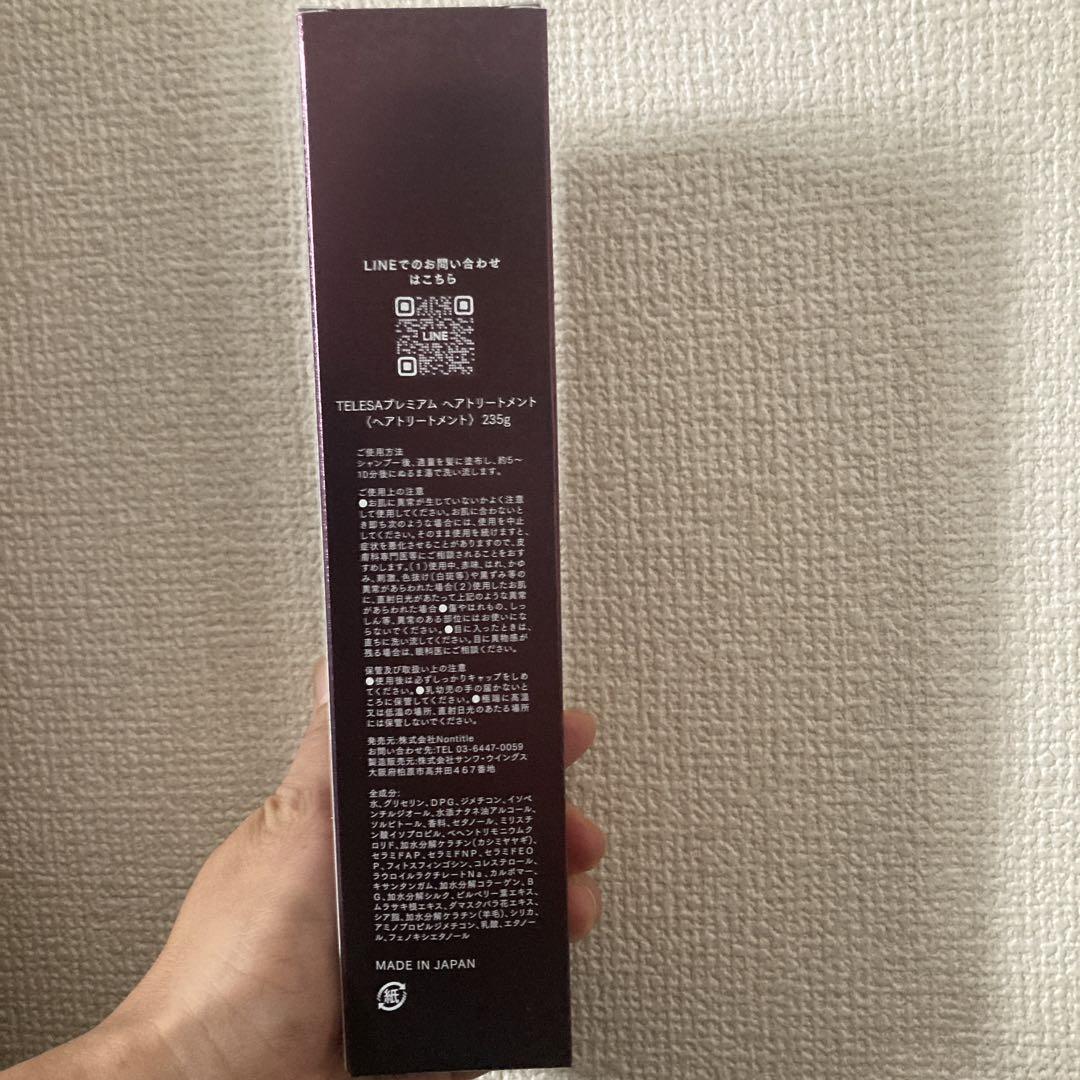 LINEでのお問い合わせ
はこちら
LINE
TELESAプレミアム ヘアトリートメント
《ヘアトリートメント》 235g
ご使用方法
シャンプー後、適量を髪に塗布し、約5〜
10分後にぬるま湯で洗い流します。
ご使用上の注意
●お肌に異常が生じていないかよく注意
して使用してください。お肌に合わないと
き即ち次のような場合には、使用を中止
してください。そのまま使用を続けますと、
症状を悪化させることがありますので、皮
膚科専門医等にご相談されることをおす
すめします。(1)使用中、赤味、はれ、かゆ
み、刺激、色抜け(白斑等)や黒ずみ等の
異常があらわれた場合(2)使用したお肌
に、直射日光があたって上記のような異常
があらわれた場合●傷やはれもの、しっ
しん等、異常のある部位にはお使いにな
らないでください。●目に入ったときは、
直ちに洗い流してください。目に異物感が
残る場合は、眼科医にご相談ください。
保管及び取扱い上の注意
●使用後は必ずしっかりキャップをしめ
てください。●乳幼児の手の届かないと
ころに保管してください。●極端に高温
又は低温の場所、直射日光のあたる場所
には保管しないでください。
発売元:株式会社Nontitle
お問い合わせ先:TEL 03-6447-0059
製造販売元:株式会社サンワ・ウイングス
大阪府柏原市高井田467番地
全成分:
水、グリセリン、DPG、ジメチコン、イソペ
ンチルジオール、水添ナタネ油アルコール、
ソルビトール、香料、セタノール、ミリスチ
ン酸イソプロピル、ベヘントリモニウムク
ロリド、加水分解ケラチン(カシミヤヤギ)、
セラミドAP、セラミドNP、セラミドEO
P、フィトスフィンゴシン、コレステロール、
ラウロイルラクチレートNa、カルボマー、
キサンタンガム、加水分解コラーゲン、B
G、加水分解シルク、ビルベリー葉エキス、
ムラサキ根エキス、ダマスクバラ花エキス、
シア脂、加水分解ケラチン(羊毛)、シリカ、
アミノプロピルジメチコン、乳酸、エタノー
ル、フェノキシエタノール
MADE IN JAPAN
紙